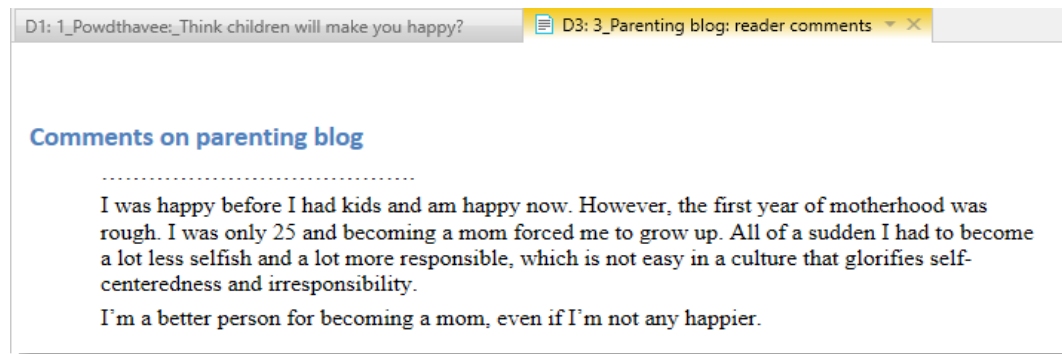 D1: 1_Powdthavee:_Think children will make you happy?
D3: 3_Parenting blog: reader comments
Comments on parenting blog
.......................................
I was happy before I had kids and am happy now. However, the first year of motherhood was
rough. I was only 25 and becoming a mom forced me to grow up. All of a sudden I had to become
a lot less selfish and a lot more responsible, which is not easy in a culture that glorifies self-
centeredness and irresponsibility.
I’m a better person for becoming a mom, even if I’m not any happier.